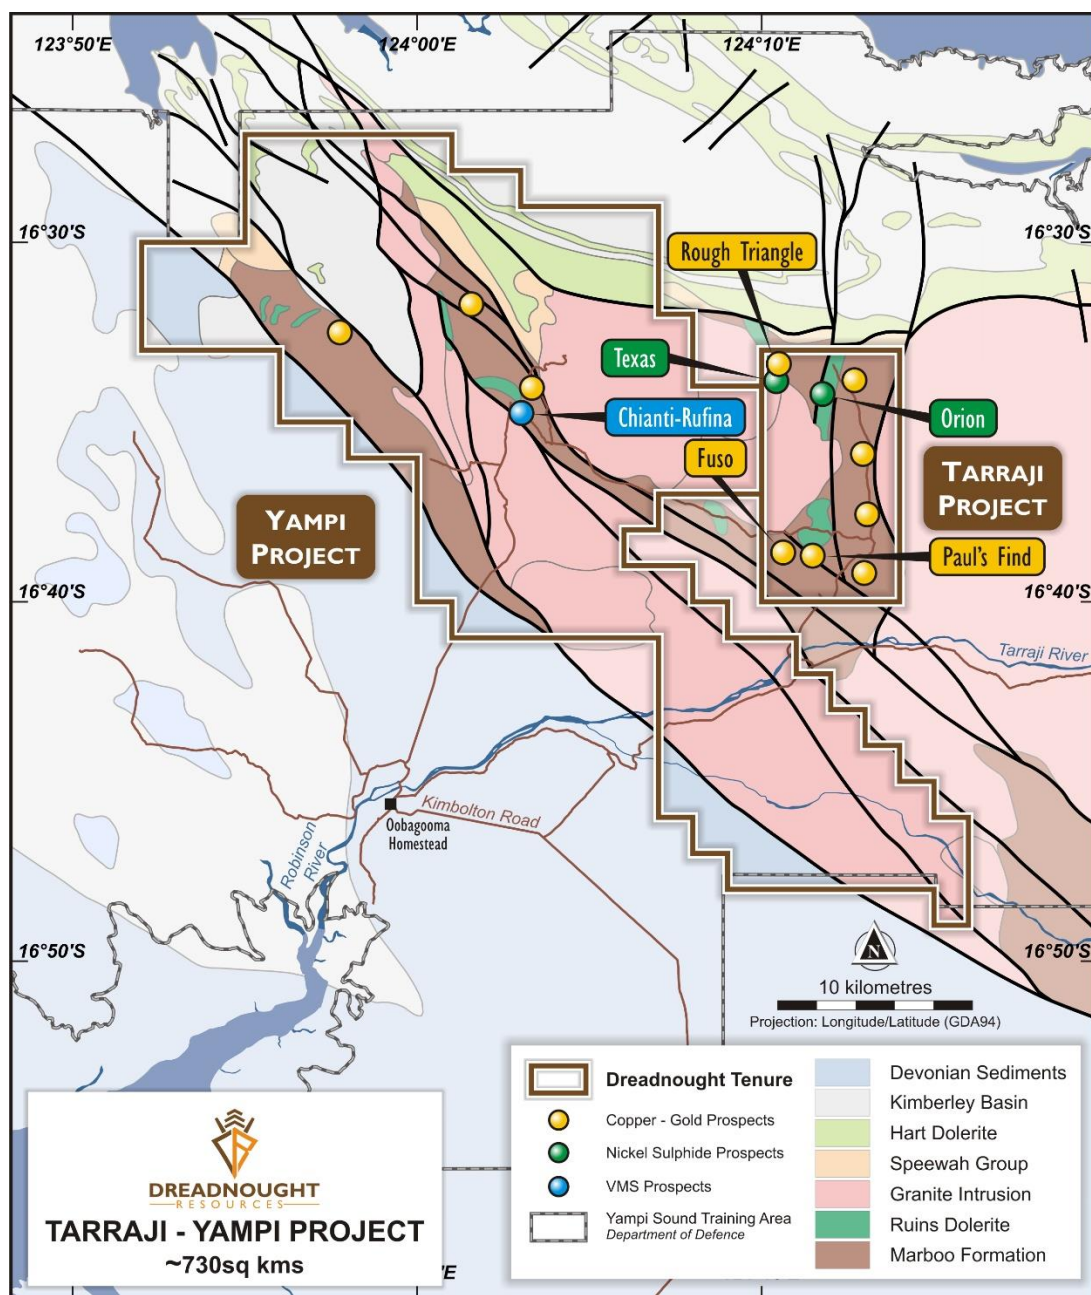 123°50'E
124°00'E
124°10'E
16°30'S
16°30'S
Rough Triangle
Texas
Chianti-Rufina
Orion
Fuso
TARRAJI
PROJECT
YAMPI
PROJECT
Paul's Find
16°40'S
16°40'S
Tarraji River
Kimbolton Road
Oobagooma
Homestead
Robinson
River
16°50'S
16°50'S
N
10 kilometres
Projection: Longitude/Latitude (GDA94)
Dreadnought Tenure
Copper - Gold Prospects
Nickel Sulphide Prospects
VMS Prospects
Yampi Sound Training Area
Department of Defence
Devonian Sediments
Kimberley Basin
Hart Dolerite
Speewah Group
Granite Intrusion
Ruins Dolerite
Marboo Formation
DREADNOUGHT
RESOURCES
TARRAJI - YAMPI PROJECT
~730sq kms